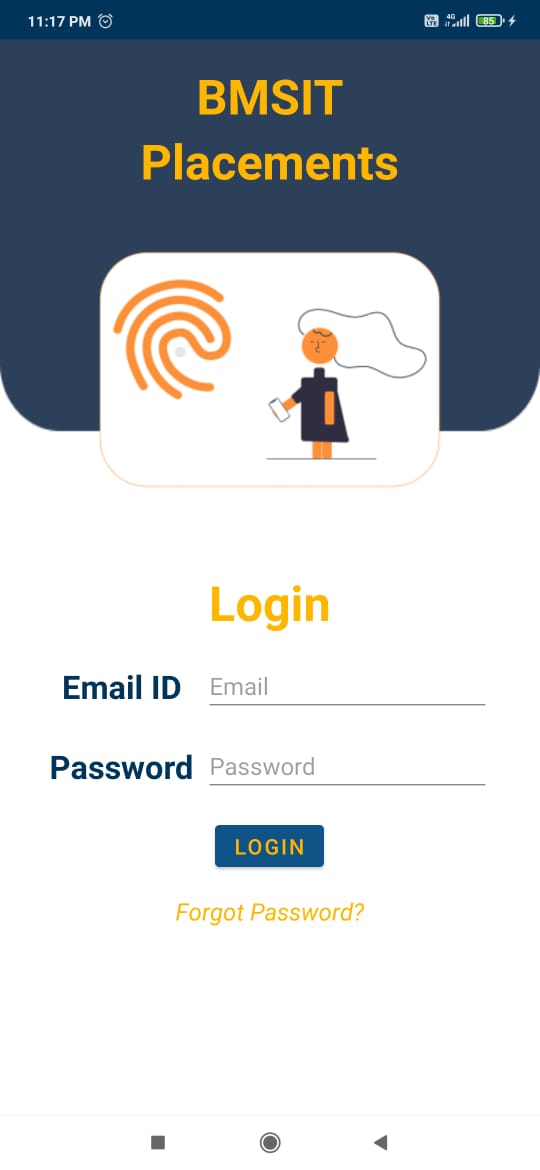 11:17 PM
Vo LTE 4G 85
BMSIT
Placements
Login
Email ID Email
Password Password
LOGIN
Forgot Password?